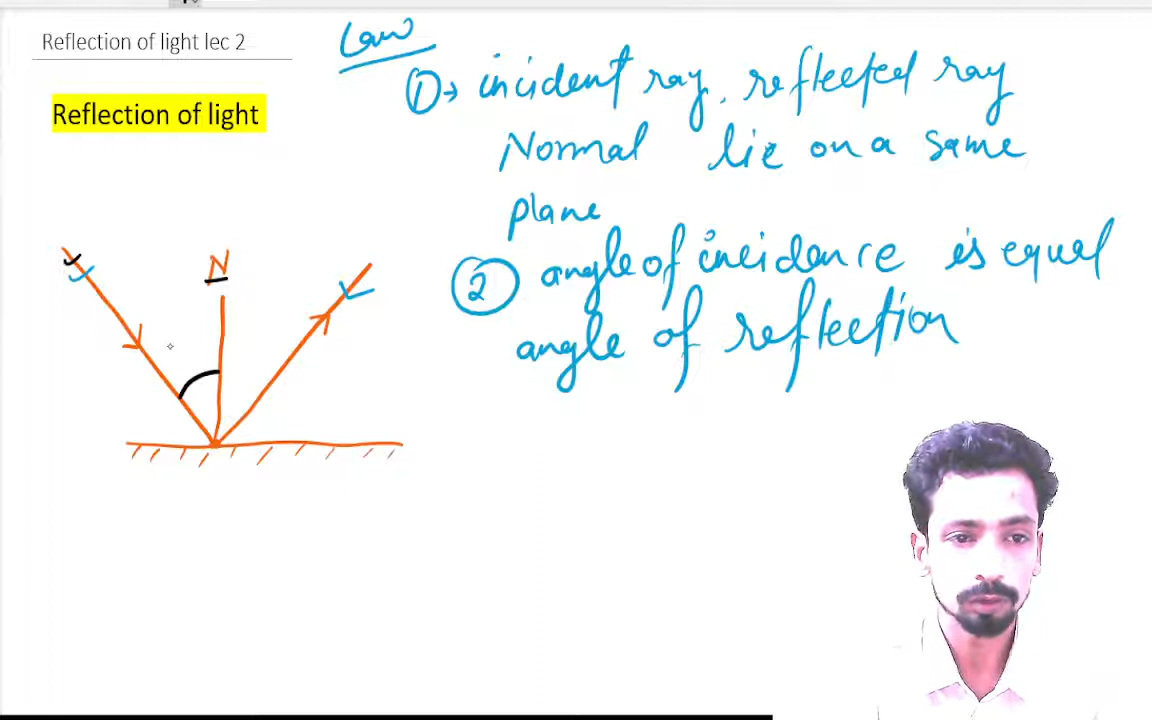 Reflection of light lec 2
Reflection of light
Law
① → incident ray, reflected ray
Normal lie on a same
plane
② angle of incidence is equal
angle of reflection
N